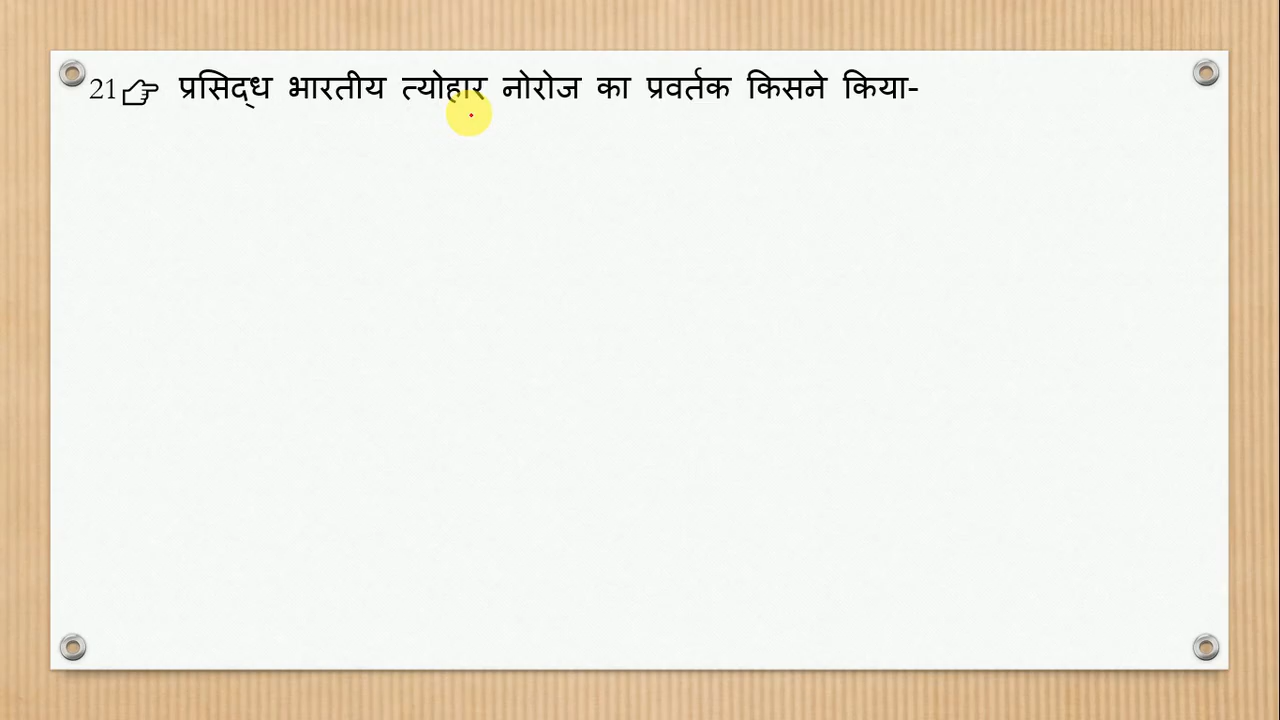 21👉 प्रसिद्ध भारतीय त्योहार नोरोज का प्रवर्तक किसने किया-